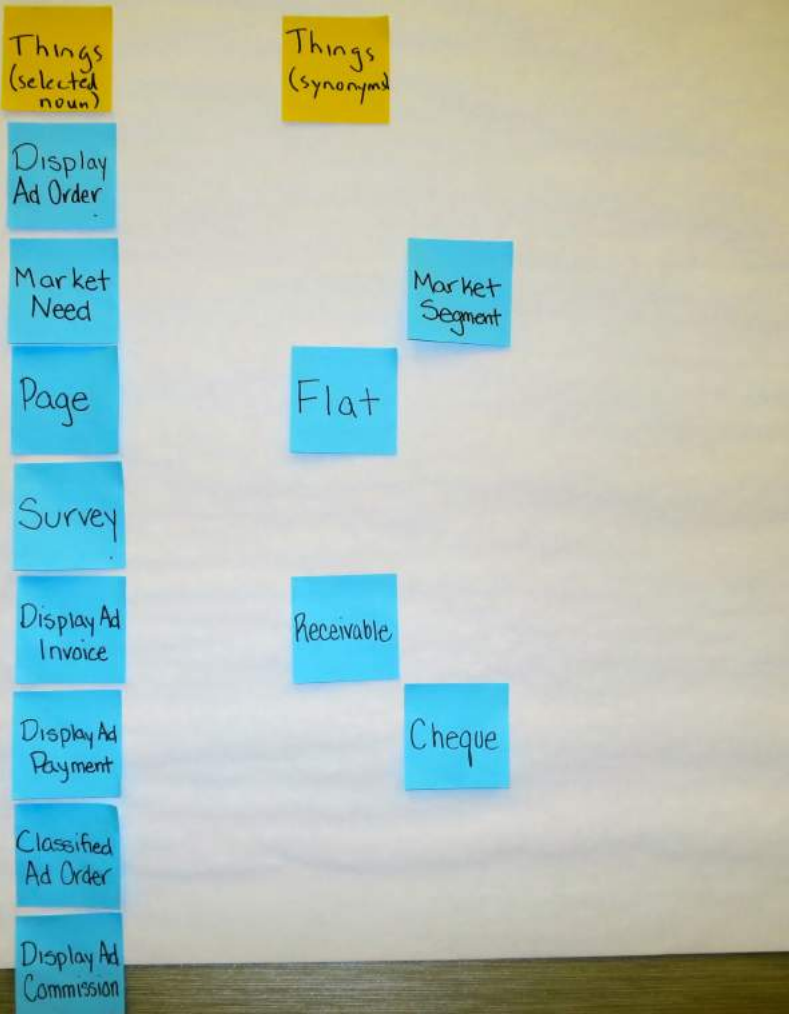 Things
(selected
noun)
Things
(synonyms)
Display
Ad Order
Market
Need
Market
Segment
Page
Flat
Survey
Display Ad
Invoice
Receivable
Display Ad
Payment
Cheque
Classified
Ad Order
Display Ad
Commission